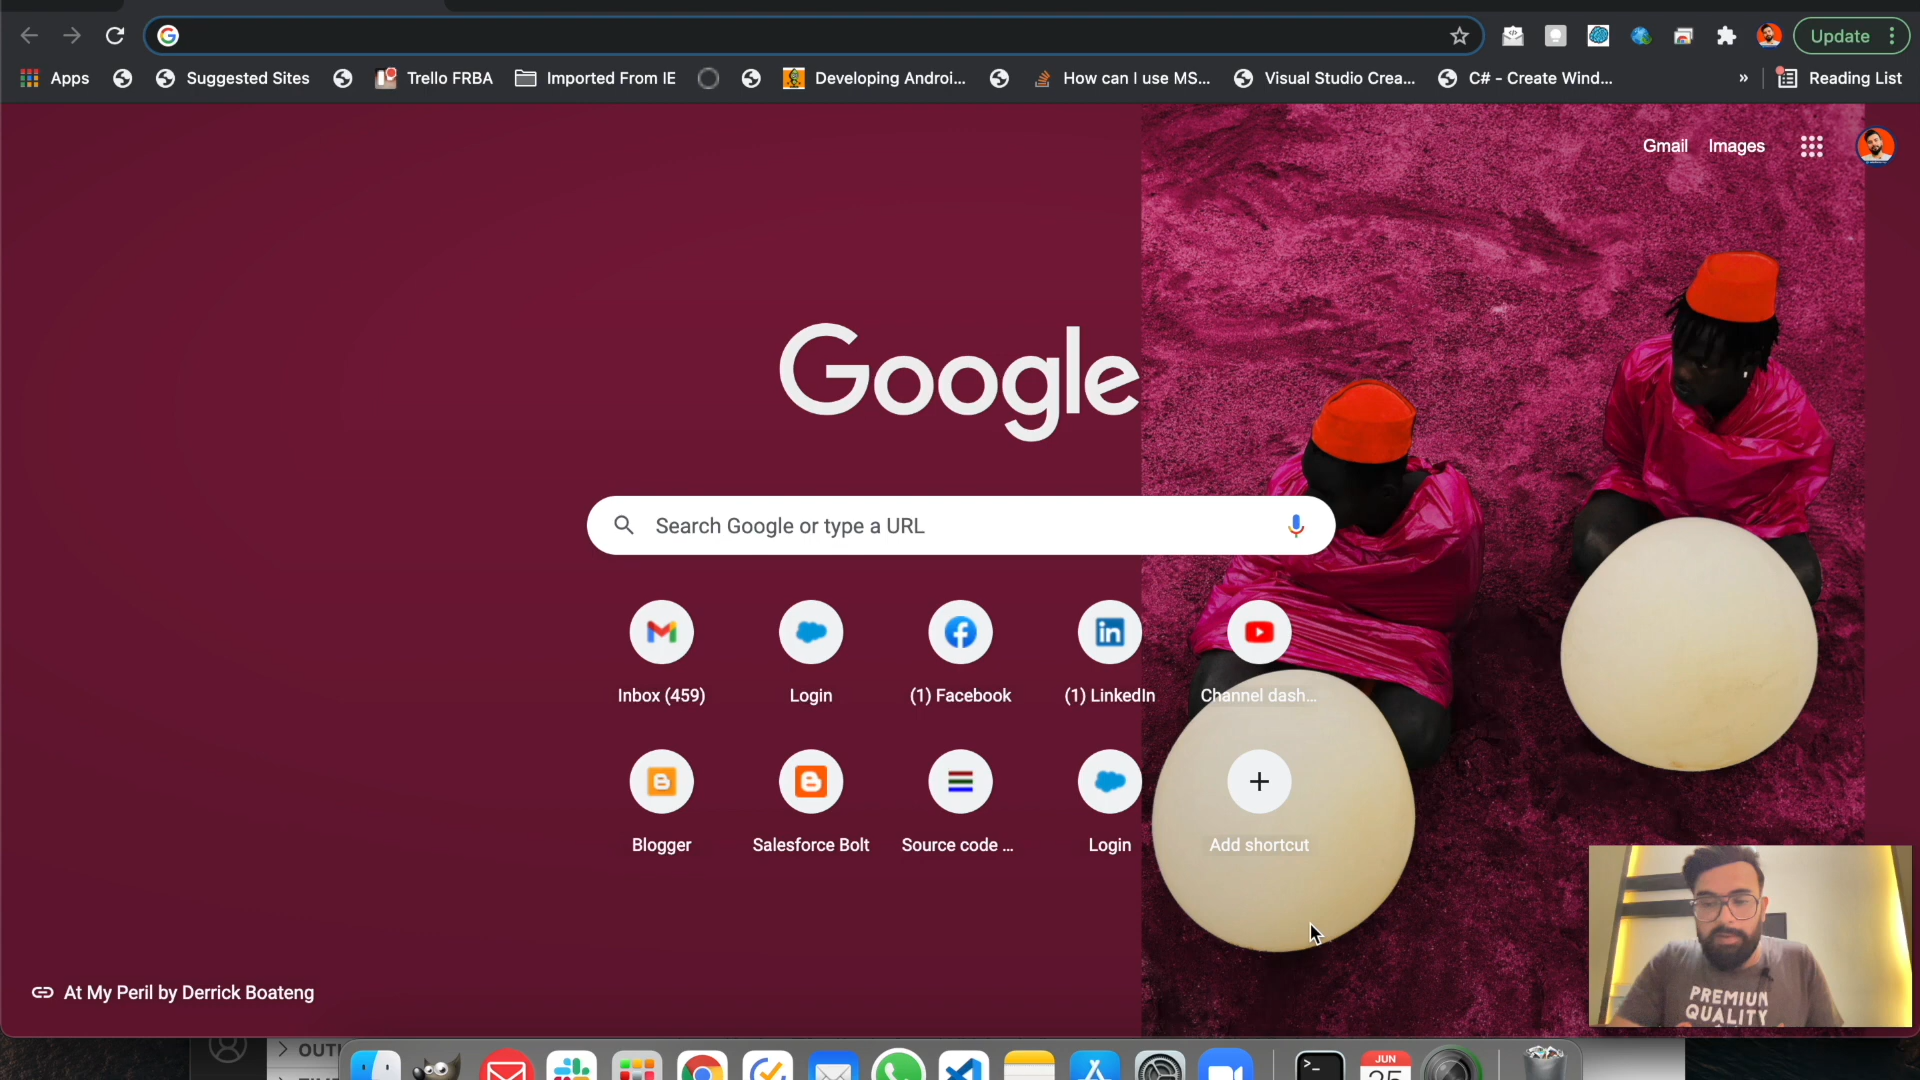 Update
Apps
Suggested Sites
Trello FRBA
Imported From IE
Developing Androi...
How can I use MS...
Visual Studio Crea...
C# - Create Wind...
»
Reading List
Gmail
Images
Google
Search Google or type a URL
Inbox (459)
Login
(1) Facebook
(1) LinkedIn
Channel dash...
Blogger
Salesforce Bolt
Source code ...
Login
Add shortcut
At My Peril by Derrick Boateng
PREMIUM
QUALITY
OUTL
JUN
25